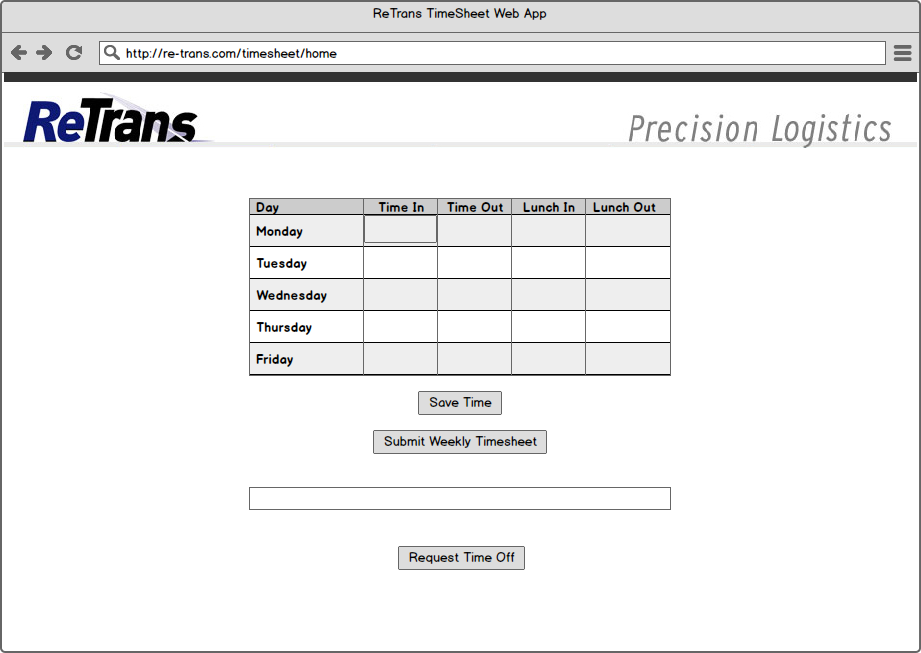 ReTrans TimeSheet Web App
http://re-trans.com/timesheet/home
ReTrans
Precision Logistics
Day Time In Time Out Lunch In Lunch Out
Monday
Tuesday
Wednesday
Thursday
Friday
Save Time
Submit Weekly Timesheet
Request Time Off